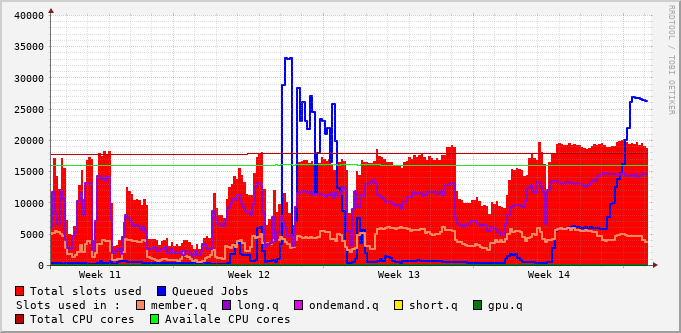 40000
35000
30000
25000
20000
15000
10000
5000
0
Week 11 Week 12 Week 13 Week 14
Total slots used Queued Jobs
Slots used in : member.q long.q ondemand.q short.q gpu.q
Total CPU cores Availale CPU cores
RRDTOOL / TOBI OETIKER